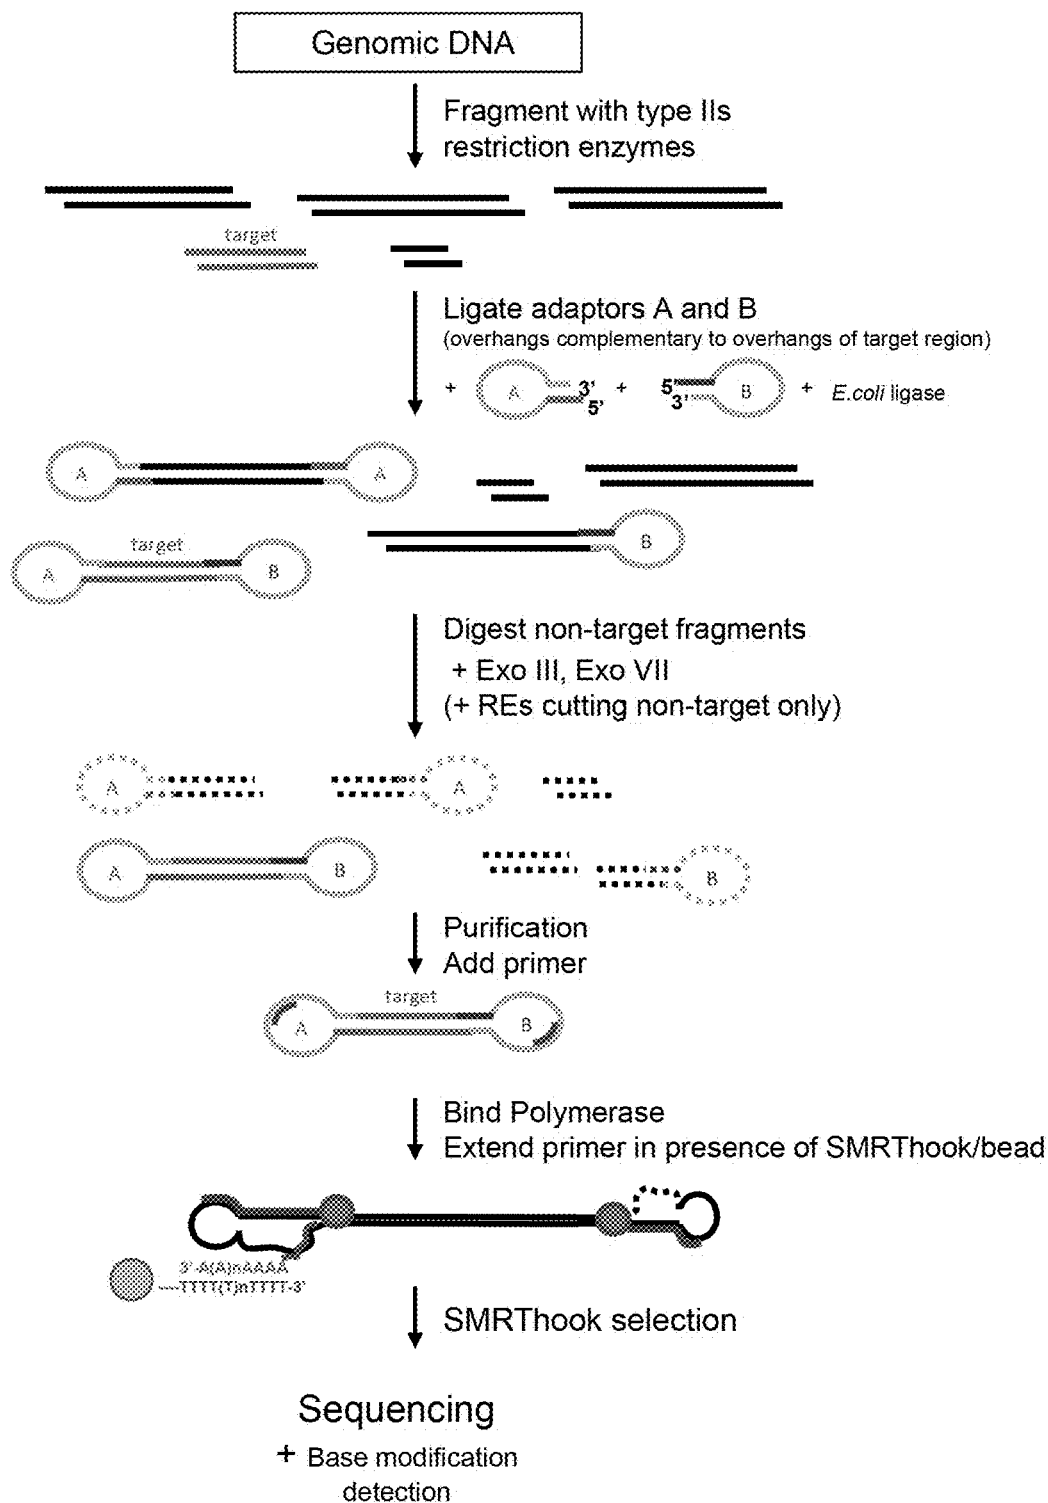 Genomic DNA
Fragment with type IIs
restriction enzymes
target
Ligate adaptors A and B
(overhangs complementary to overhangs of target region)
+ A 3' + 5' B + E.coli ligase
5' 3'
A A
target
B
A B
Digest non-target fragments
+ Exo III, Exo VII
(+ REs cutting non-target only)
A A
A B B
Purification
Add primer
target
A B
Bind Polymerase
Extend primer in presence of SMRThook/bead
3'-A(A)nAAAA
TTTT(T)nTTTT-3'
SMRThook selection
Sequencing
+ Base modification
detection